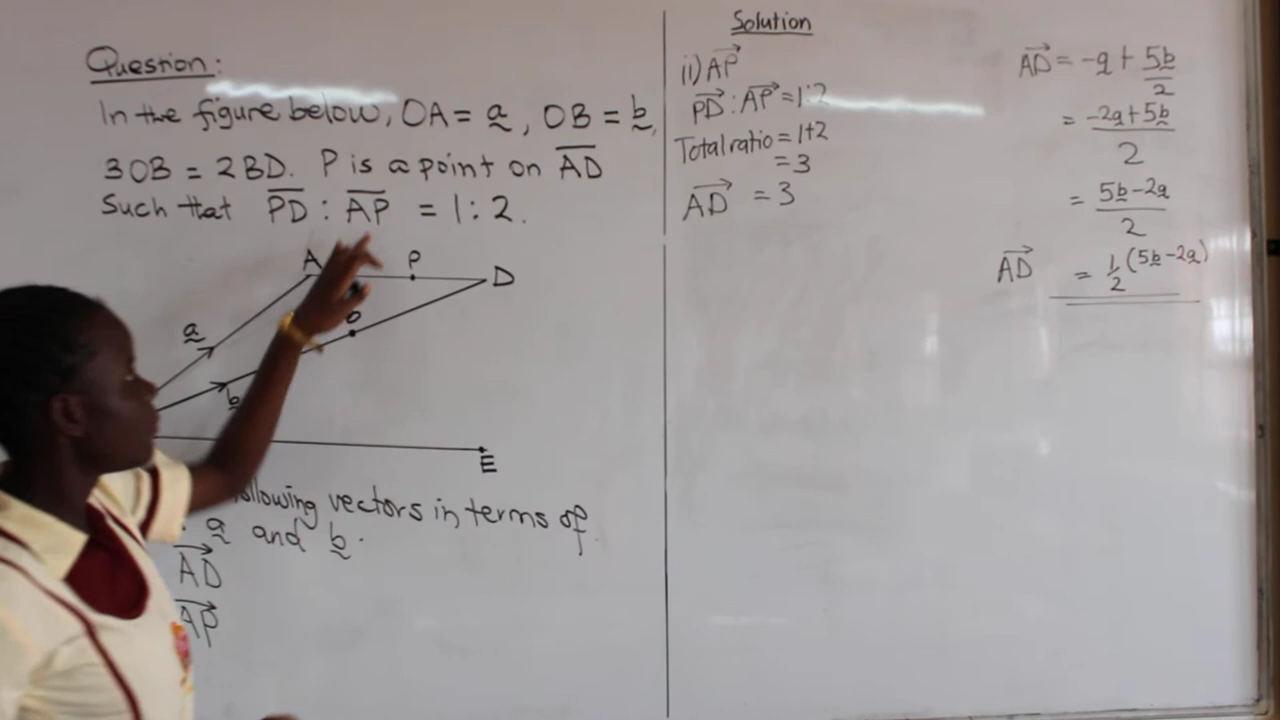 Question:
In the figure below, OA = a, OB = b,
3OB = 2BD. P is a point on AD
Such that PD : AP = 1 : 2.
A
P
D
a
b
E
following vectors in terms of
a and b.
AD
AP
Solution
ii) AP
PD : AP = 1:2
Total ratio = 1+2
= 3
AD = 3
AD = -a + 5b/2
= -2a+5b/2
= 5b-2a/2
AD = 1/2(5b-2a)